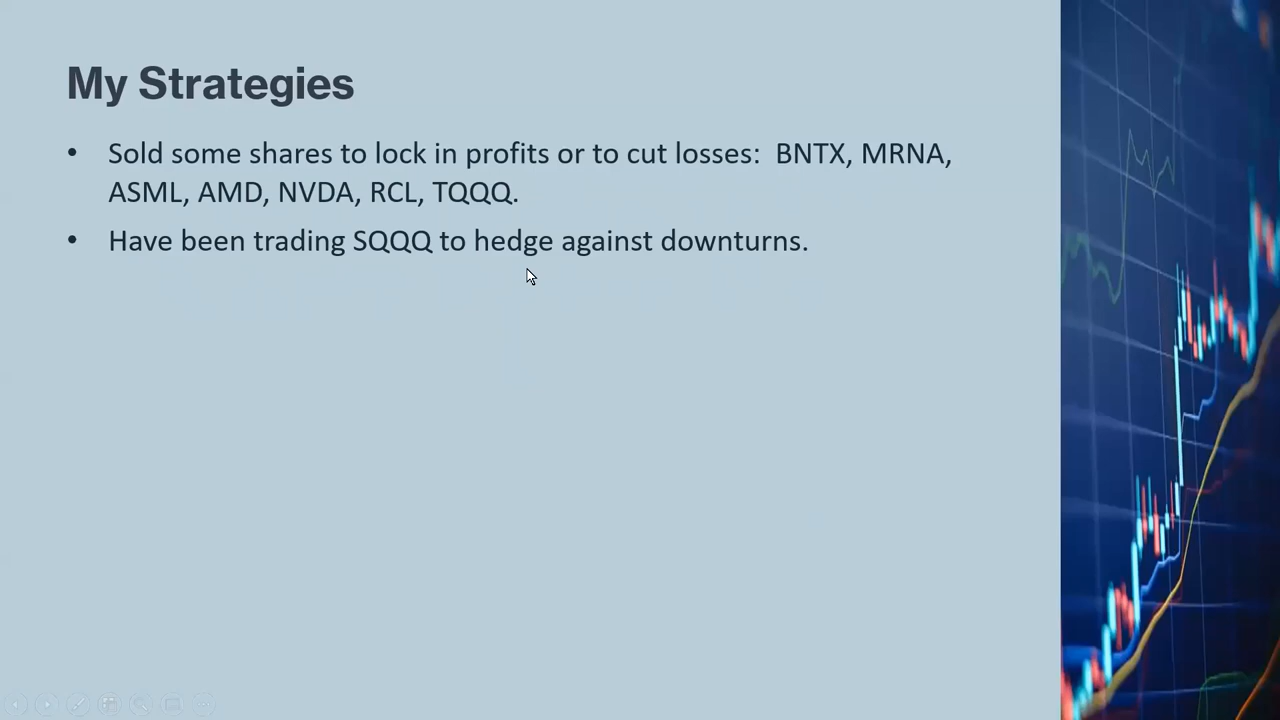 My Strategies
• Sold some shares to lock in profits or to cut losses:  BNTX, MRNA,
ASML, AMD, NVDA, RCL, TQQQ.
• Have been trading SQQQ to hedge against downturns.